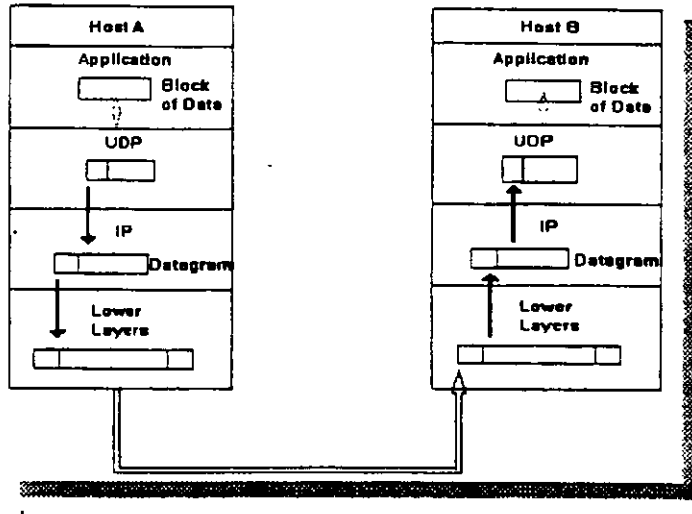 Host A
Application
Block
of Data
UDP
IP
Datagram
Lower
Layers
Host B
Application
Block
of Data
UDP
IP
Datagram
Lower
Layers